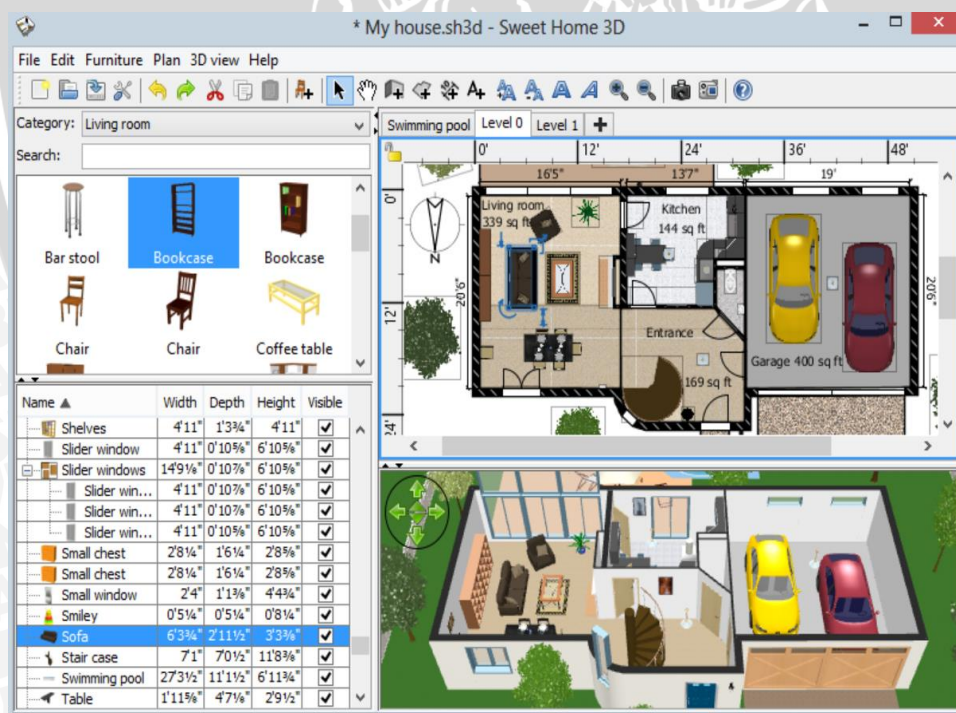 * My house.sh3d - Sweet Home 3D
File Edit Furniture Plan 3D view Help
Category: Living room
Search:
Bar stool Bookcase Bookcase
Chair Chair Coffee table
Swimming pool Level 0 Level 1
0' 12' 24' 36' 48'
16'5" 13'7" 19'
0'
Living room
339 sq ft
Kitchen
144 sq ft
N
20'6"
20'6"
12'
Entrance
Garage 400 sq ft
169 sq ft
24'
Name Width Depth Height Visible
Shelves 4'11" 1'3¾" 4'11"
Slider window 4'11" 0'10⅝" 6'10⅝"
Slider windows 14'9⅛" 0'10⅞" 6'10⅝"
Slider win... 4'11" 0'10⅞" 6'10⅝"
Slider win... 4'11" 0'10⅞" 6'10⅝"
Slider win... 4'11" 0'10⅝" 6'10⅝"
Small chest 2'8¼" 1'6¼" 2'8⅝"
Small chest 2'8¼" 1'6¼" 2'8⅝"
Small window 2'4" 1'1⅜" 4'4¾"
Smiley 0'5¼" 0'5¼" 0'8¼"
Sofa 6'3¾" 2'11½" 3'3⅜"
Stair case 7'1" 7'0½" 11'8⅜"
Swimming pool 27'3½" 11'1½" 6'11¾"
Table 1'11⅝" 4'7⅛" 2'9½"